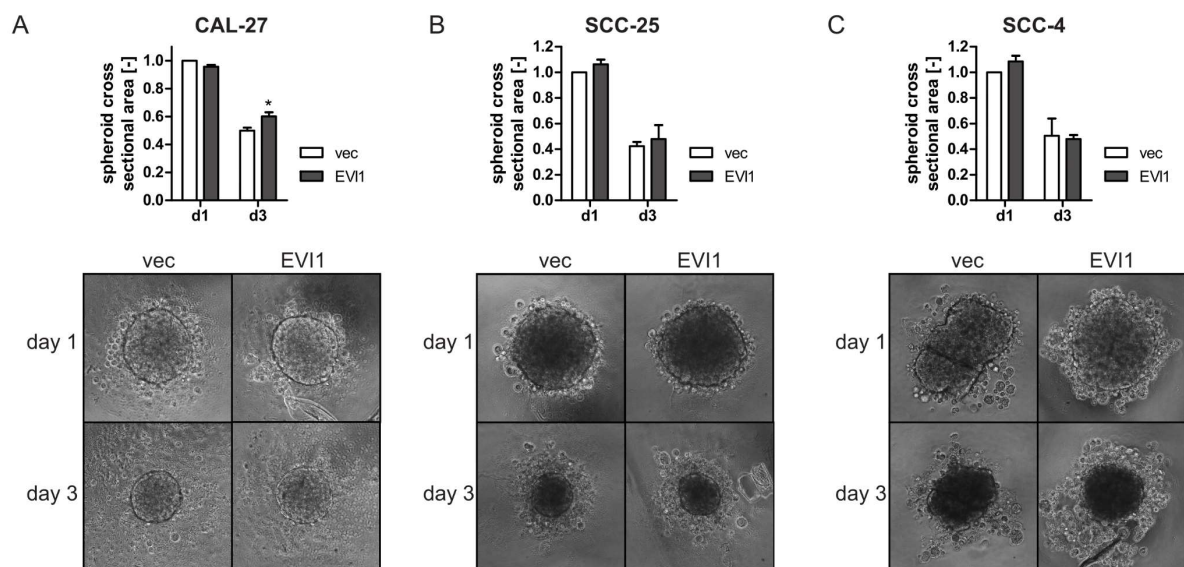 A
CAL-27
spheroid cross
sectional area [-]
1.0
0.8
0.6
0.4
0.2
0.0
*
d1
d3
vec
EVI1
vec
EVI1
day 1
day 3
B
SCC-25
spheroid cross
sectional area [-]
1.2
1.0
0.8
0.6
0.4
0.2
0.0
d1
d3
vec
EVI1
vec
EVI1
day 1
day 3
C
SCC-4
spheroid cross
sectional area [-]
1.2
1.0
0.8
0.6
0.4
0.2
0.0
d1
d3
vec
EVI1
vec
EVI1
day 1
day 3